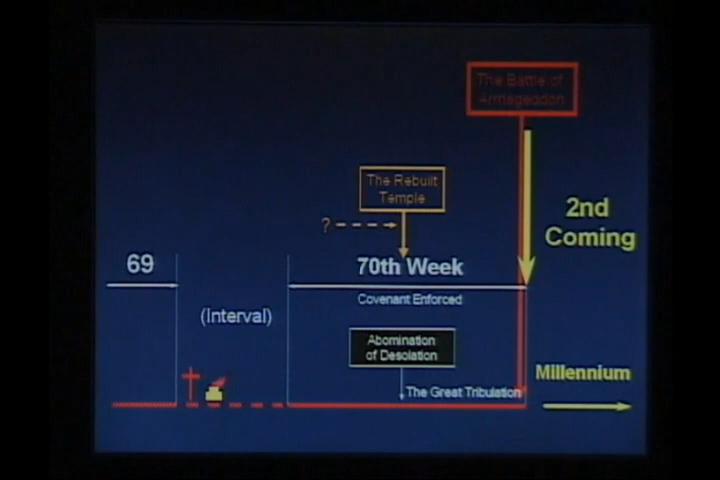 The Battle of
Armageddon
The Rebuilt
Temple
?
2nd
Coming
69
70th Week
Covenant Enforced
(Interval)
Abomination
of Desolation
Millennium
The Great Tribulation